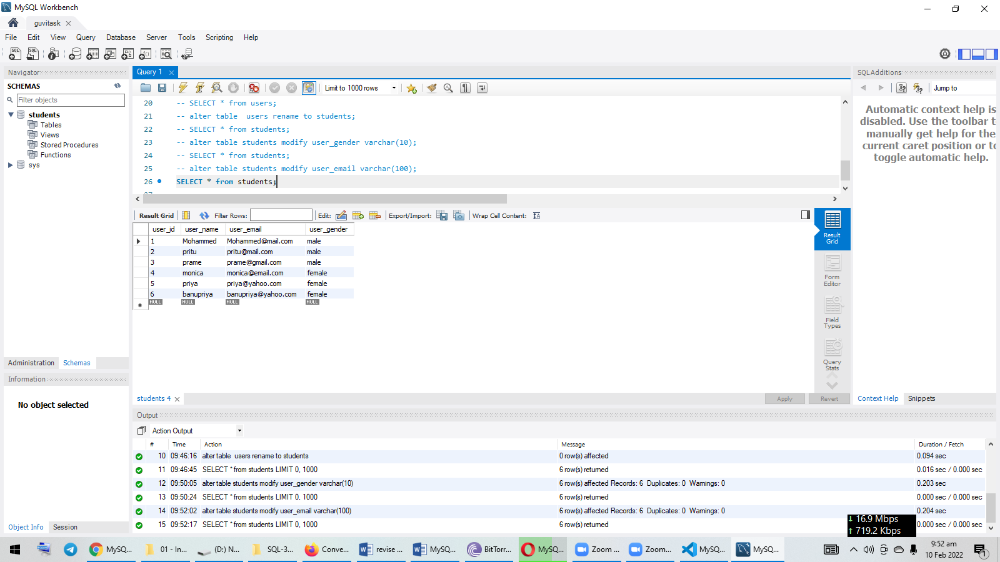 MySQL Workbench
guvitask
File Edit View Query Database Server Tools Scripting Help
Navigator
SCHEMAS
Filter objects
students
Tables
Views
Stored Procedures
Functions
sys
Administration Schemas
Information
No object selected
Object Info Session
Query 1
Limit to 1000 rows
20 -- SELECT * from users;
21 -- alter table  users rename to students;
22 -- SELECT * from students;
23 -- alter table students modify user_gender varchar(10);
24 -- SELECT * from students;
25 -- alter table students modify user_email varchar(100);
26 SELECT * from students;
Result Grid Filter Rows: Edit: Export/Import: Wrap Cell Content:
user_id user_name user_email user_gender
1 Mohammed Mohammed@mail.com male
2 pritu pritu@mail.com male
3 prame prame@gmail.com male
4 monica monica@email.com female
5 priya priya@yahoo.com female
6 banupriya banupriya@yahoo.com female
NULL NULL NULL NULL
Result Grid
Form Editor
Field Types
Query Stats
students 4
Apply Revert
SQLAdditions
Jump to
Automatic context help is
disabled. Use the toolbar t
manually get help for the
current caret position or to
toggle automatic help.
Context Help Snippets
Output
Action Output
# Time Action Message Duration / Fetch
10 09:46:16 alter table  users rename to students 0 row(s) affected 0.094 sec
11 09:46:45 SELECT * from students LIMIT 0, 1000 6 row(s) returned 0.016 sec / 0.000 sec
12 09:50:05 alter table students modify user_gender varchar(10) 6 row(s) affected Records: 6  Duplicates: 0  Warnings: 0 0.203 sec
13 09:50:24 SELECT * from students LIMIT 0, 1000 6 row(s) returned 0.000 sec / 0.000 sec
14 09:52:02 alter table students modify user_email varchar(100) 6 row(s) affected Records: 6  Duplicates: 0  Warnings: 0 0.204 sec
15 09:52:17 SELECT * from students LIMIT 0, 1000 6 row(s) returned 0.000 sec / 0.000 sec
↓ 16.9 Mbps
↑ 719.2 Kbps
MySQ... 01 - In... (D:) N... SQL-3... Conve... revise ... MySQ... BitTorr... MySQ... Zoom ... Zoom... MySQ... MySQ...
9:52 am
10 Feb 2022
1